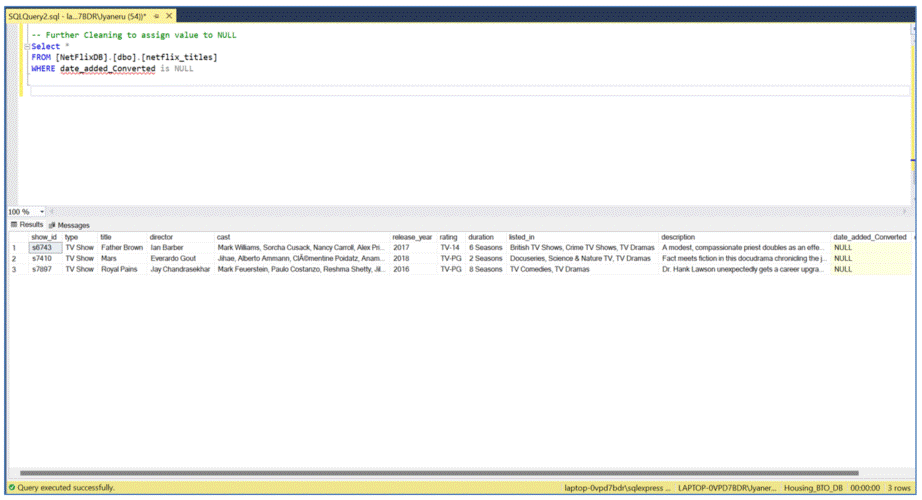 SQLQuery2.sql - la...7BDR\Jyaneru (54))*
-- Further Cleaning to assign value to NULL
Select *
FROM [NetFlixDB].[dbo].[netflix_titles]
WHERE date_added_Converted is NULL
100 %
Results Messages
show_id type title director cast release_year rating duration listed_in description date_added_Converted
1 s6743 TV Show Father Brown Ian Barber Mark Williams, Sorcha Cusack, Nancy Carroll, Alex Pri... 2017 TV-14 6 Seasons British TV Shows, Crime TV Shows, TV Dramas A modest, compassionate priest doubles as an effe... NULL
2 s7410 TV Show Mars Everardo Gout Jihae, Alberto Ammann, ClÃ©mentine Poidatz, Anam... 2018 TV-PG 2 Seasons Docuseries, Science & Nature TV, TV Dramas Fact meets fiction in this docudrama chronicling the j... NULL
3 s7897 TV Show Royal Pains Jay Chandrasekhar Mark Feuerstein, Paulo Costanzo, Reshma Shetty, Jil... 2016 TV-PG 8 Seasons TV Comedies, TV Dramas Dr. Hank Lawson unexpectedly gets a career upgra... NULL
Query executed successfully. laptop-0vpd7bdr\sqlexpress ... LAPTOP-0VPD7BDR\Jyaner... Housing_BTO_DB 00:00:00 3 rows